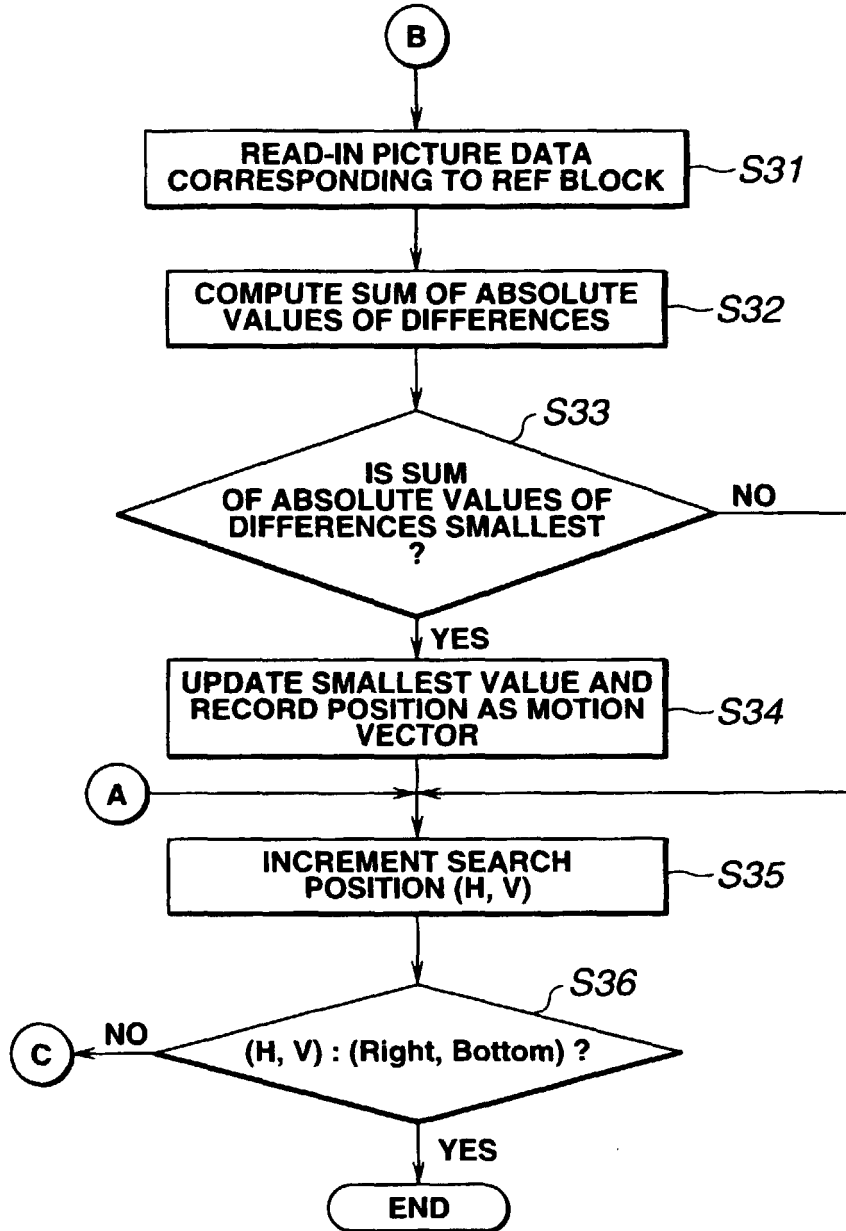 B
READ-IN PICTURE DATA
CORRESPONDING TO REF BLOCK
S31
COMPUTE SUM OF ABSOLUTE
VALUES OF DIFFERENCES
S32
S33
IS SUM
OF ABSOLUTE VALUES OF
DIFFERENCES SMALLEST
?
NO
YES
UPDATE SMALLEST VALUE AND
RECORD POSITION AS MOTION
VECTOR
S34
A
INCREMENT SEARCH
POSITION (H, V)
S35
S36
(H, V) : (Right, Bottom) ?
NO
C
YES
END